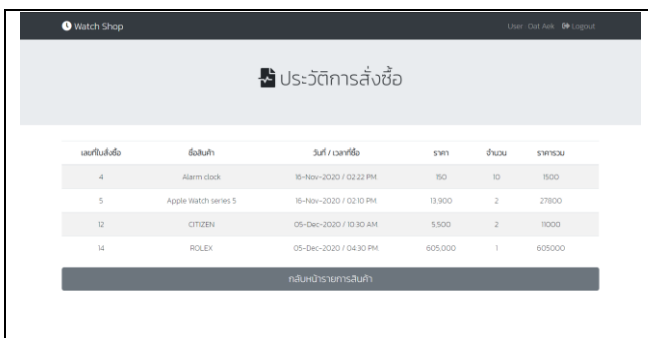 Watch Shop User : Oat Aek Logout
ประวัติการสั่งซื้อ
เลขที่ใบสั่งซื้อ ชื่อสินค้า วันที่ / เวลาที่ซื้อ ราคา จำนวน ราคารวม
4 Alarm clock 16-Nov-2020 / 02:22 PM 150 10 1500
5 Apple Watch series 5 16-Nov-2020 / 02:10 PM 13,900 2 27800
12 CITIZEN 05-Dec-2020 / 10:30 AM 5,500 2 11000
14 ROLEX 05-Dec-2020 / 04:30 PM 605,000 1 605000
กลับหน้ารายการสินค้า